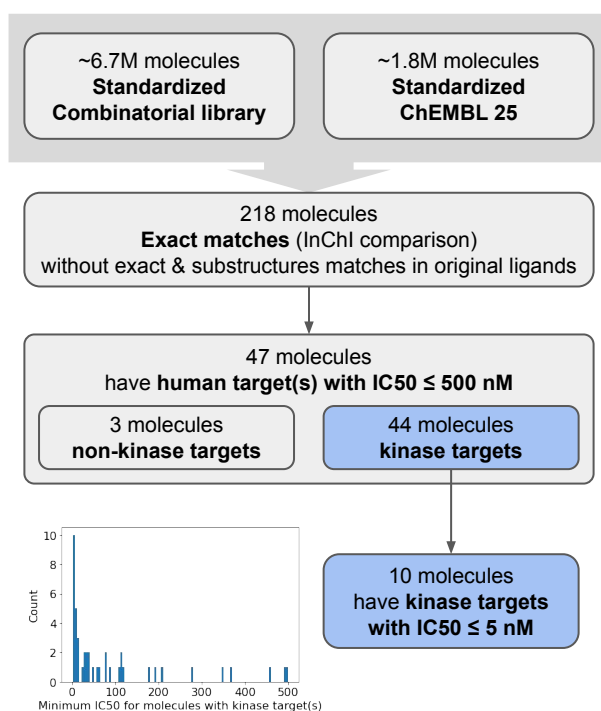 ~6.7M molecules
Standardized
Combinatorial library
~1.8M molecules
Standardized
ChEMBL 25
218 molecules
Exact matches (InChI comparison)
without exact & substructures matches in original ligands
47 molecules
have human target(s) with IC50 ≤ 500 nM
3 molecules
non-kinase targets
44 molecules
kinase targets
10 molecules
have kinase targets
with IC50 ≤ 5 nM
10
8
6
4
2
0
Count
0 100 200 300 400 500
Minimum IC50 for molecules with kinase target(s)